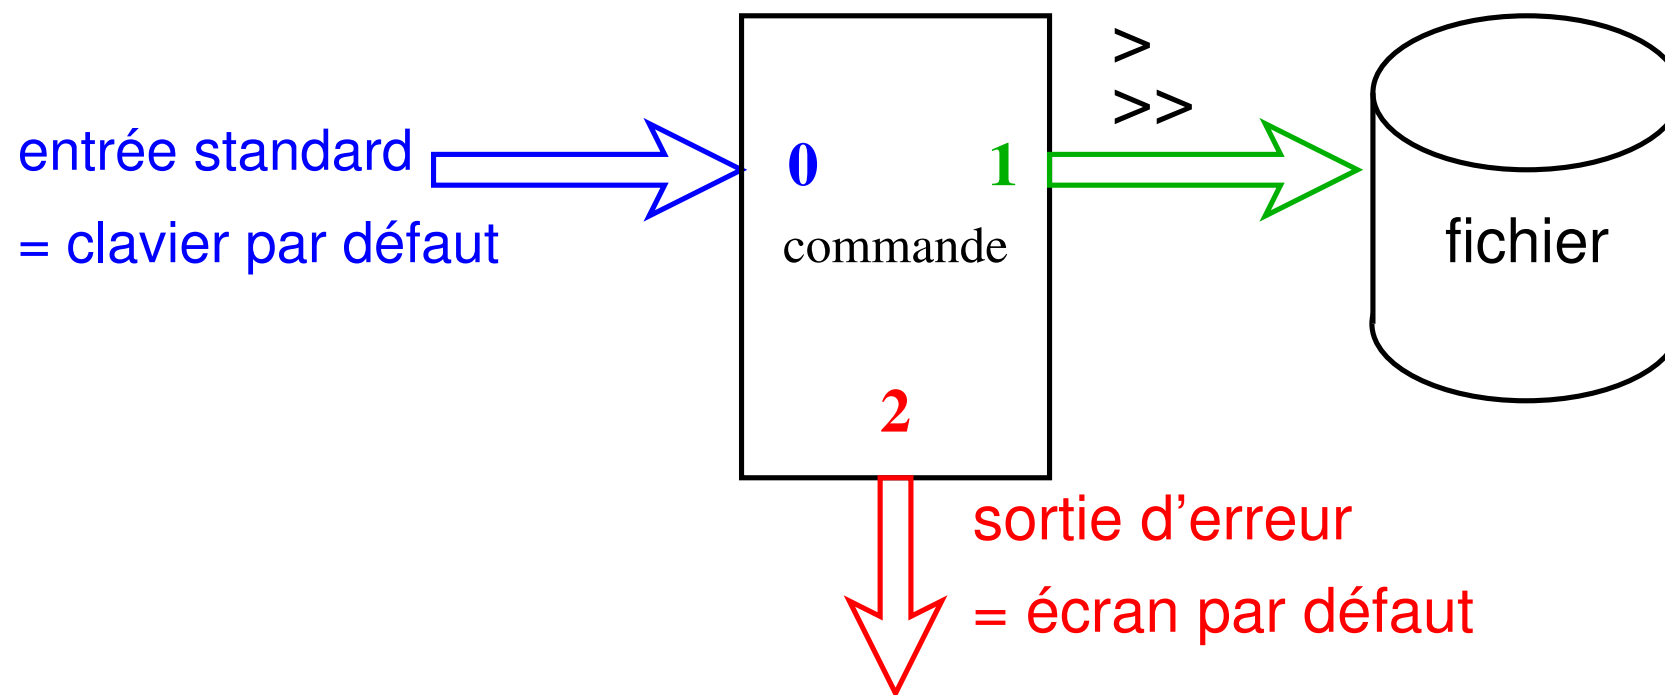 >
>>
entrée standard
0
1
= clavier par défaut
commande
fichier
2
sortie d’erreur
= écran par défaut